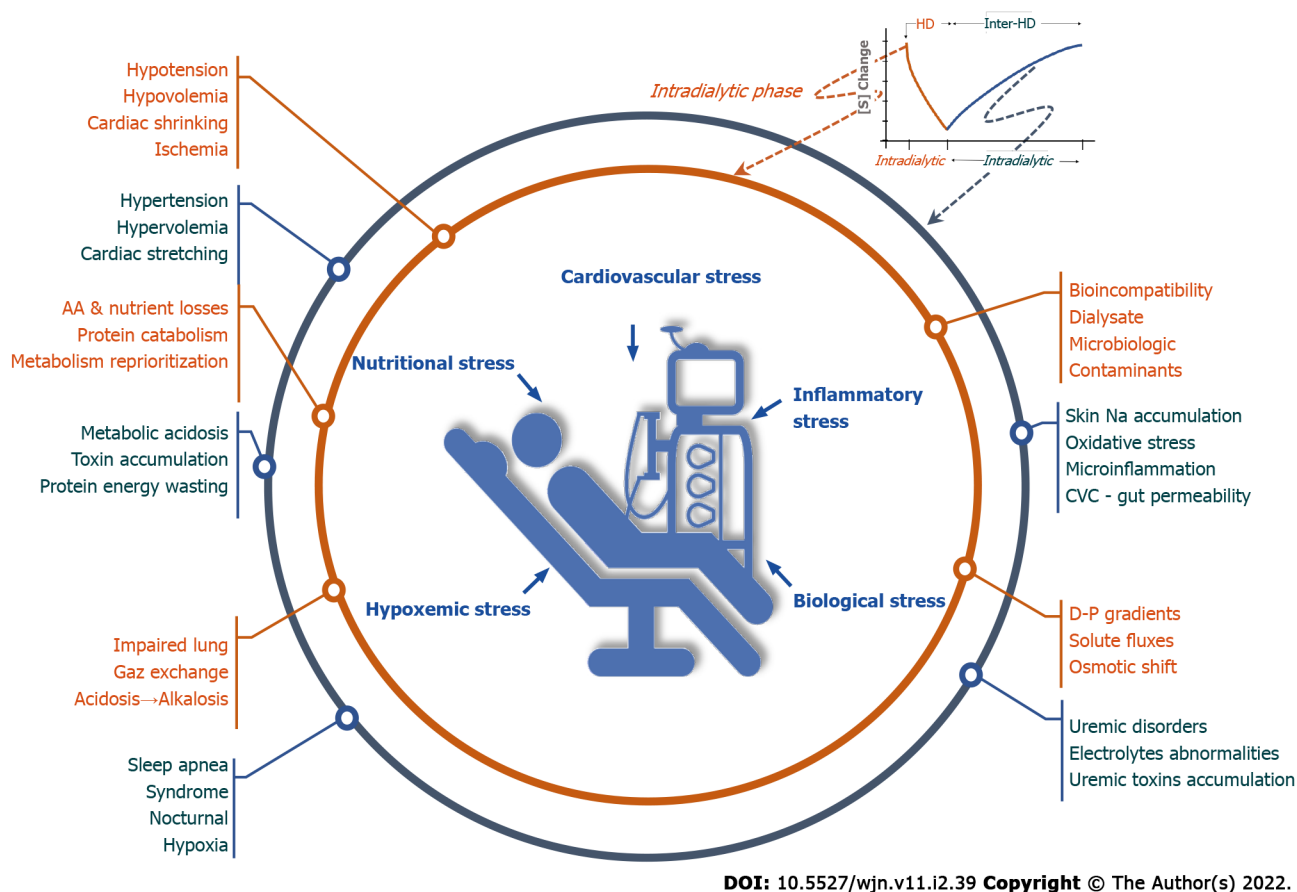 HD
Inter-HD
[S] Change
Intradialytic
Intradialytic
Intradialytic phase
Hypotension
Hypovolemia
Cardiac shrinking
Ischemia
Hypertension
Hypervolemia
Cardiac stretching
AA & nutrient losses
Protein catabolism
Metabolism reprioritization
Metabolic acidosis
Toxin accumulation
Protein energy wasting
Impaired lung
Gaz exchange
Acidosis→Alkalosis
Sleep apnea
Syndrome
Nocturnal
Hypoxia
Cardiovascular stress
Nutritional stress
Inflammatory
stress
Hypoxemic stress
Biological stress
Bioincompatibility
Dialysate
Microbiologic
Contaminants
Skin Na accumulation
Oxidative stress
Microinflammation
CVC - gut permeability
D-P gradients
Solute fluxes
Osmotic shift
Uremic disorders
Electrolytes abnormalities
Uremic toxins accumulation
DOI: 10.5527/wjn.v11.i2.39 Copyright © The Author(s) 2022.